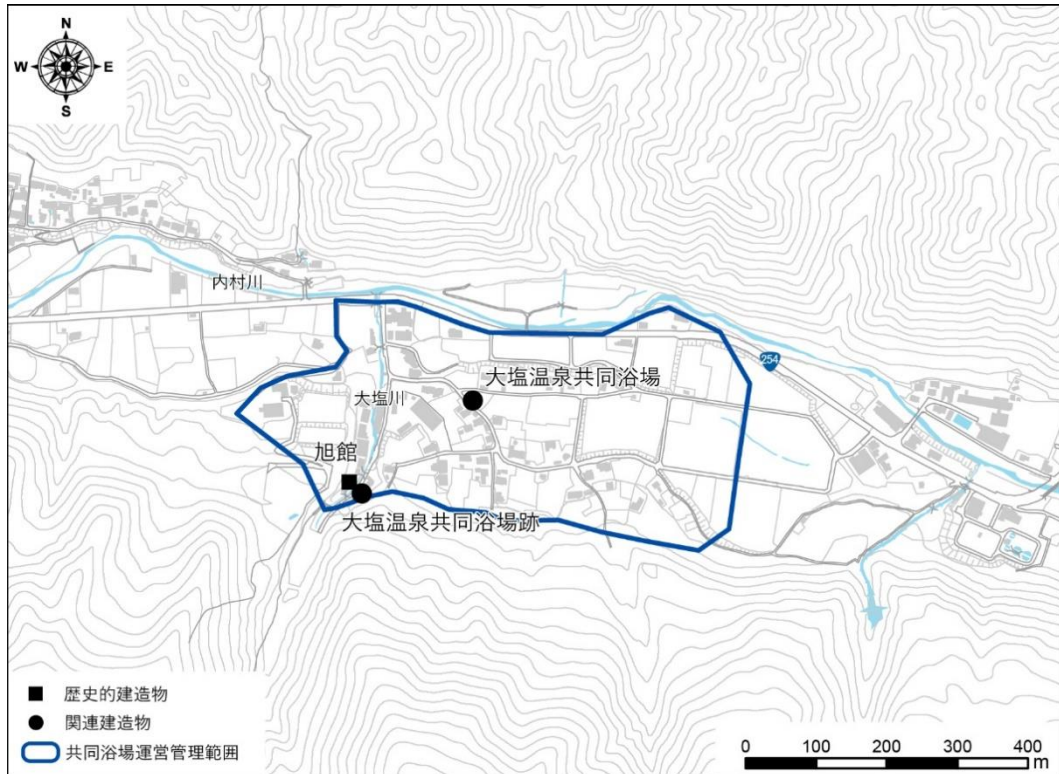 N
W E
S
内村川
254
大塩温泉共同浴場
大塩川
旭館
大塩温泉共同浴場跡
歴史的建造物
関連建造物
共同浴場運営管理範囲
0 100 200 300 400
m